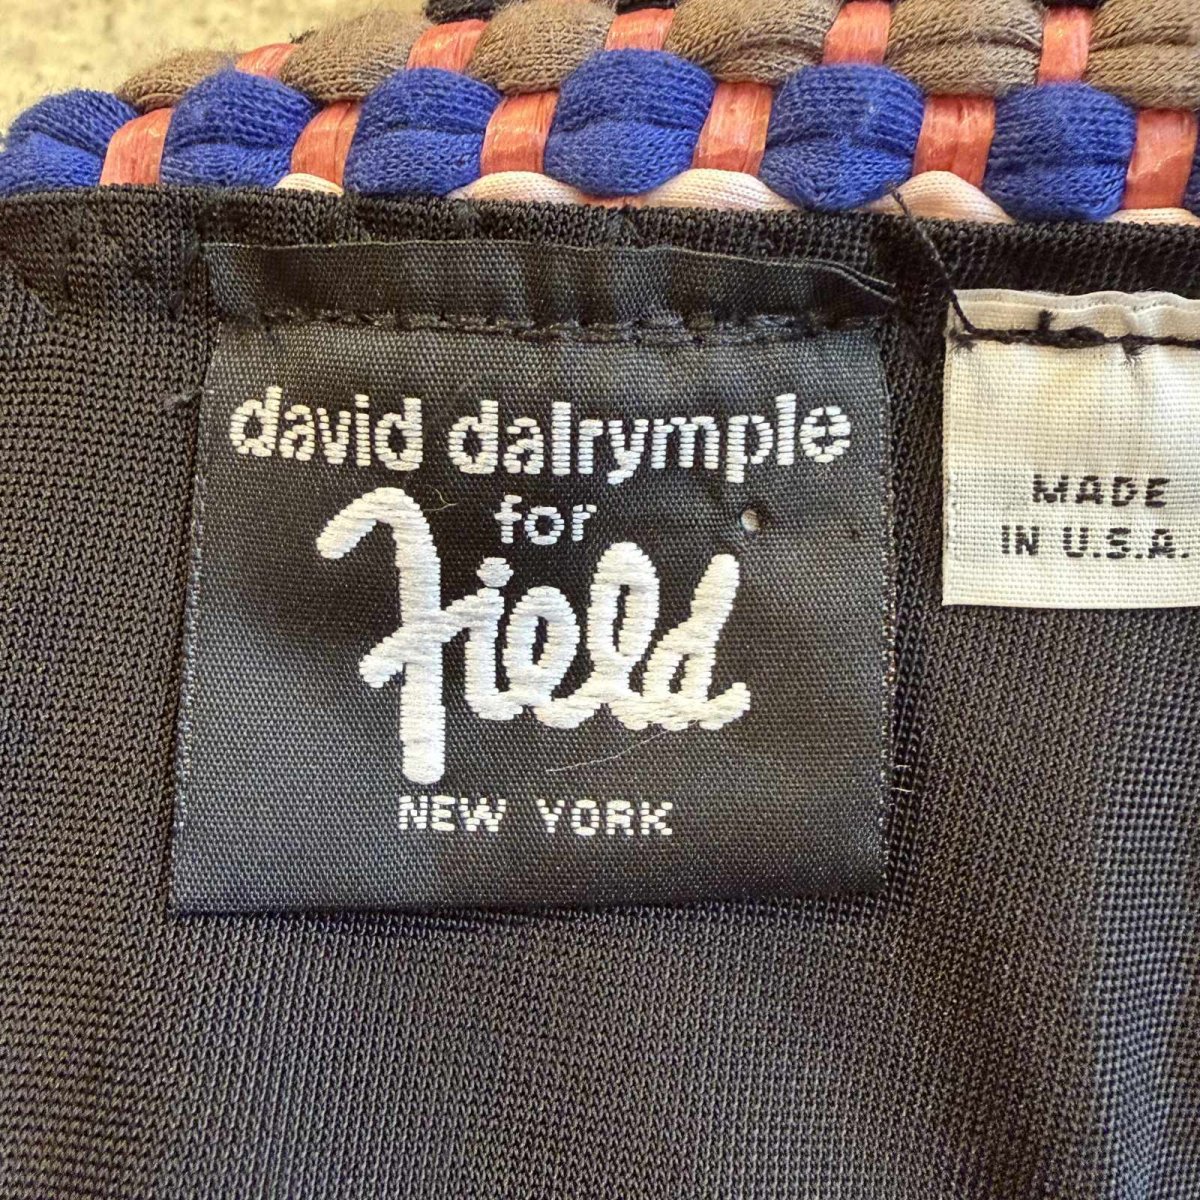 david dalrymple
for
Field
NEW YORK
MADE
IN U.S.A.